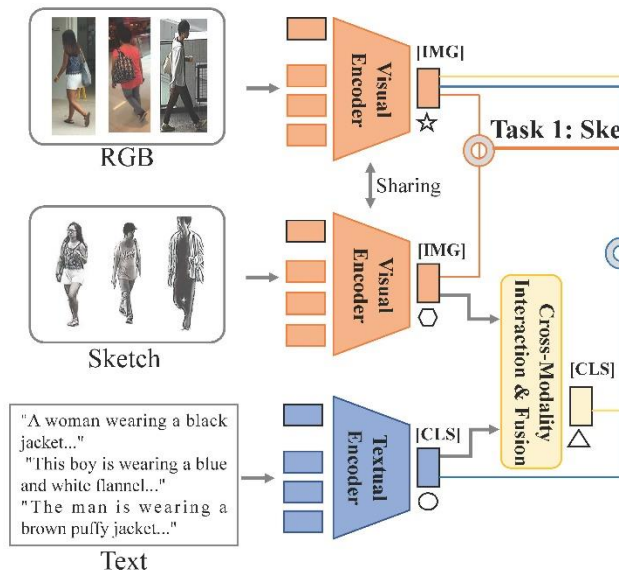 RGB
Visual
Encoder
[IMG]
Task 1: Ske
Sharing
Sketch
Visual
Encoder
[IMG]
Cross-Modality
Interaction & Fusion
[CLS]
"A woman wearing a black
jacket..."
"This boy is wearing a blue
and white flannel..."
"The man is wearing a
brown puffy jacket..."
Text
Textual
Encoder
[CLS]